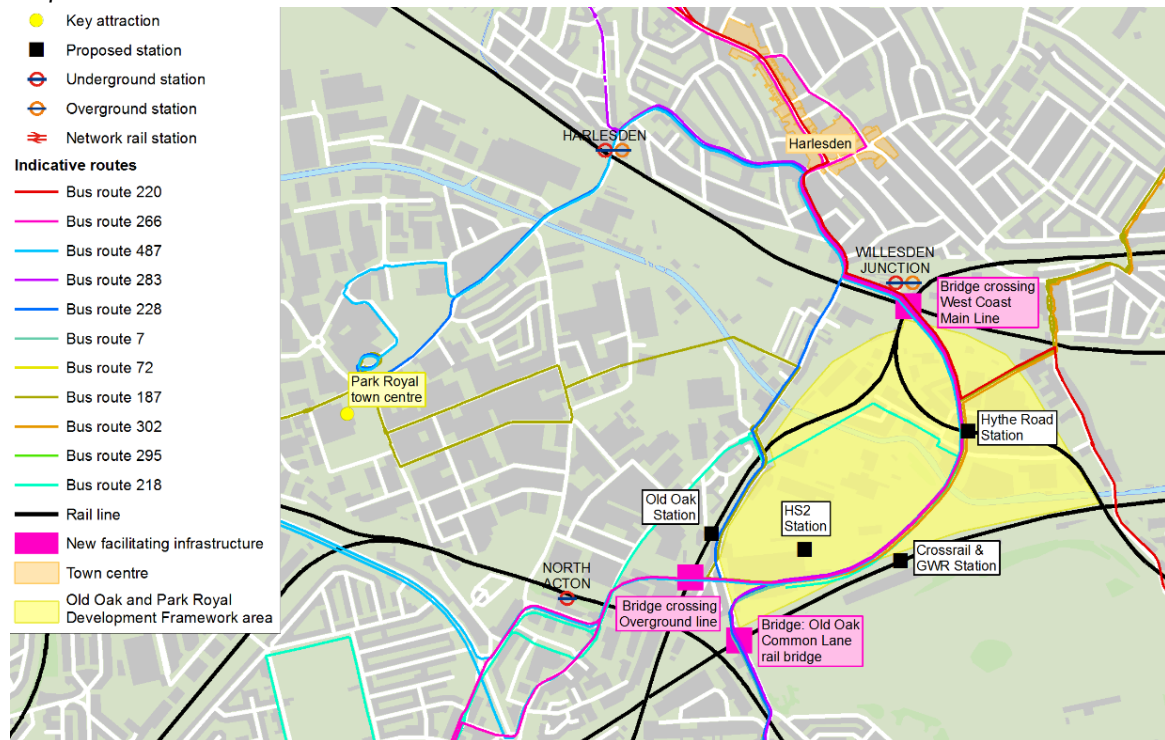 Key attraction
Proposed station
Underground station
Overground station
Network rail station
Indicative routes
Bus route 220
Bus route 266
Bus route 487
Bus route 283
Bus route 228
Bus route 7
Bus route 72
Bus route 187
Bus route 302
Bus route 295
Bus route 218
Rail line
New facilitating infrastructure
Town centre
Old Oak and Park Royal
Development Framework area
HARLESDEN
Harlesden
WILLESDEN
JUNCTION
Bridge crossing
West Coast
Main Line
Park Royal
town centre
Hythe Road
Station
Old Oak
Station
HS2
Station
Crossrail &
GWR Station
NORTH
ACTON
Bridge crossing
Overground line
Bridge: Old Oak
Common Lane
rail bridge